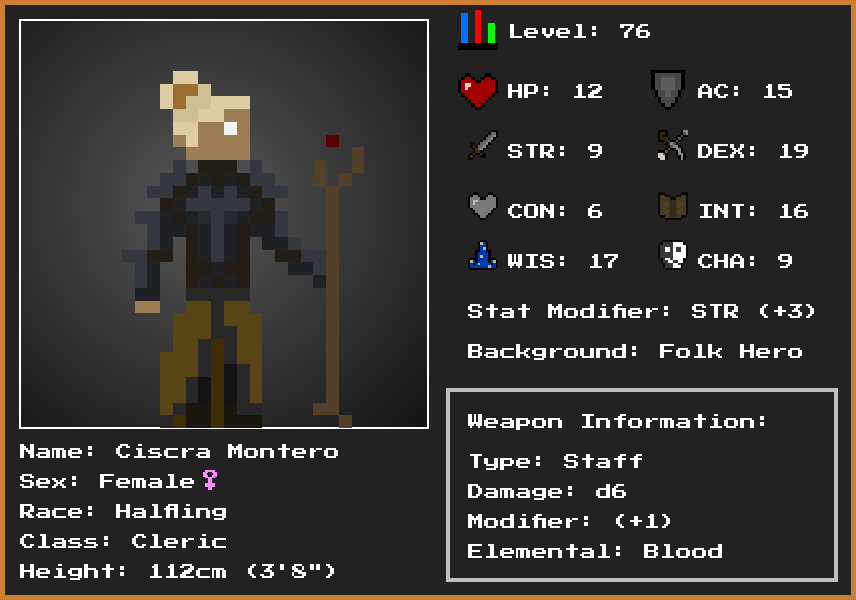 Level: 76
HP: 12 AC: 15
STR: 9 DEX: 19
CON: 6 INT: 16
WIS: 17 CHA: 9
Stat Modifier: STR (+3)
Background: Folk Hero
Weapon Information:
Type: Staff
Damage: d6
Modifier: (+1)
Elemental: Blood
Name: Ciscra Montero
Sex: Female♀
Race: Halfling
Class: Cleric
Height: 112cm (3'8")